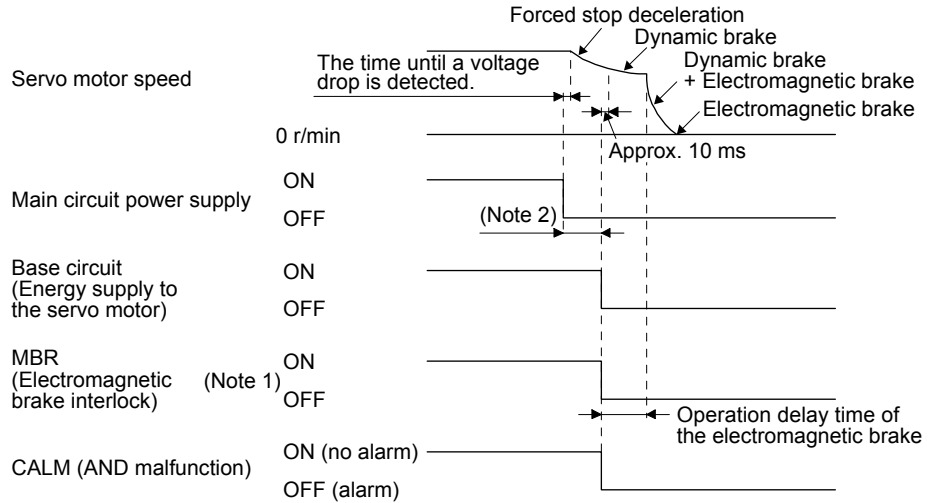 Forced stop deceleration
Dynamic brake
The time until a voltage
drop is detected.
Dynamic brake
+ Electromagnetic brake
Servo motor speed
Electromagnetic brake
0 r/min
Approx. 10 ms
ON
Main circuit power supply
OFF
(Note 2)
Base circuit
(Energy supply to
the servo motor)
ON
OFF
MBR
(Electromagnetic
brake interlock)
(Note 1)
ON
OFF
Operation delay time of
the electromagnetic brake
CALM (AND malfunction)
ON (no alarm)
OFF (alarm)